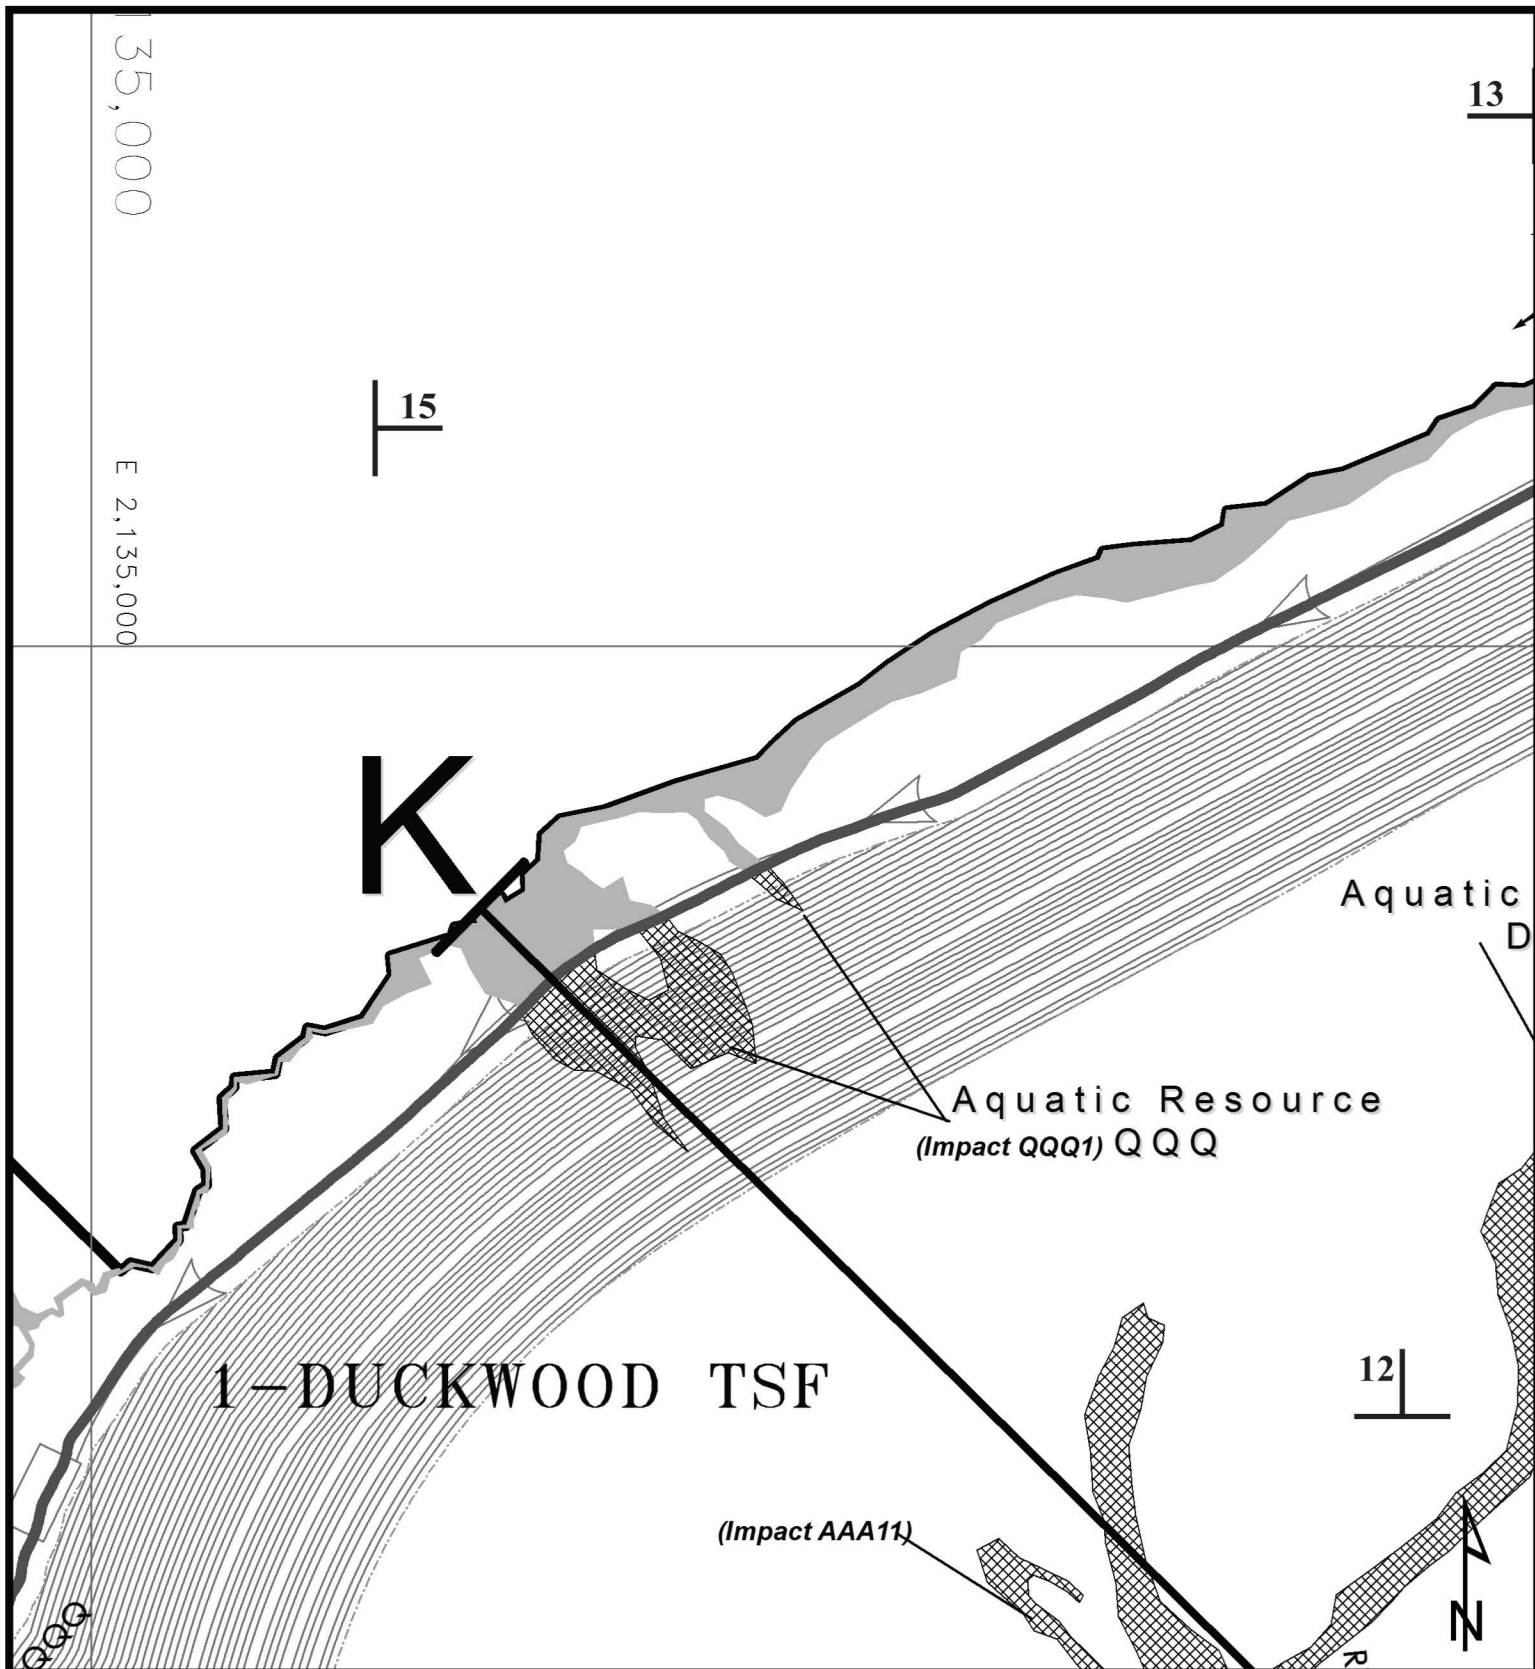 35,000
13
15
E 2,135,000
K
Aquatic
D
Aquatic Resource
(Impact QQQ1) QQQ
12
1-DUCKWOOD TSF
(Impact AAA11)
QQQ
N
R